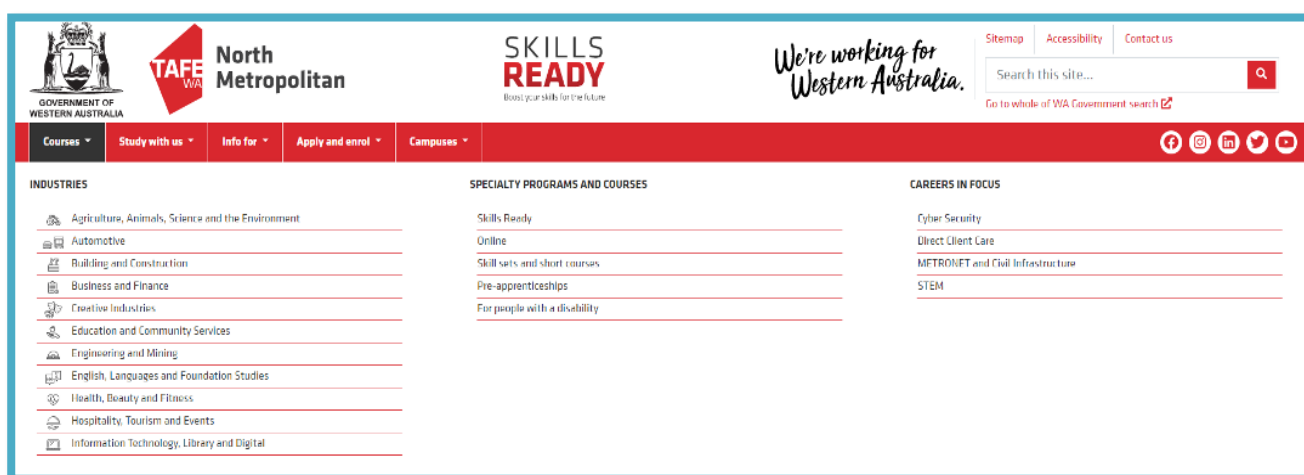 GOVERNMENT OF
WESTERN AUSTRALIA
TAFE
WA
North
Metropolitan
SKILLS
READY
Boost your skills for the future
We're working for
Western Australia.
Sitemap
Accessibility
Contact us
Search this site...
Go to whole of WA Government search
Courses
Study with us
Info for
Apply and enrol
Campuses
INDUSTRIES
Agriculture, Animals, Science and the Environment
Automotive
Building and Construction
Business and Finance
Creative Industries
Education and Community Services
Engineering and Mining
English, Languages and Foundation Studies
Health, Beauty and Fitness
Hospitality, Tourism and Events
Information Technology, Library and Digital
SPECIALTY PROGRAMS AND COURSES
Skills Ready
Online
Skill sets and short courses
Pre-apprenticeships
For people with a disability
CAREERS IN FOCUS
Cyber Security
Direct Client Care
METRONET and Civil Infrastructure
STEM